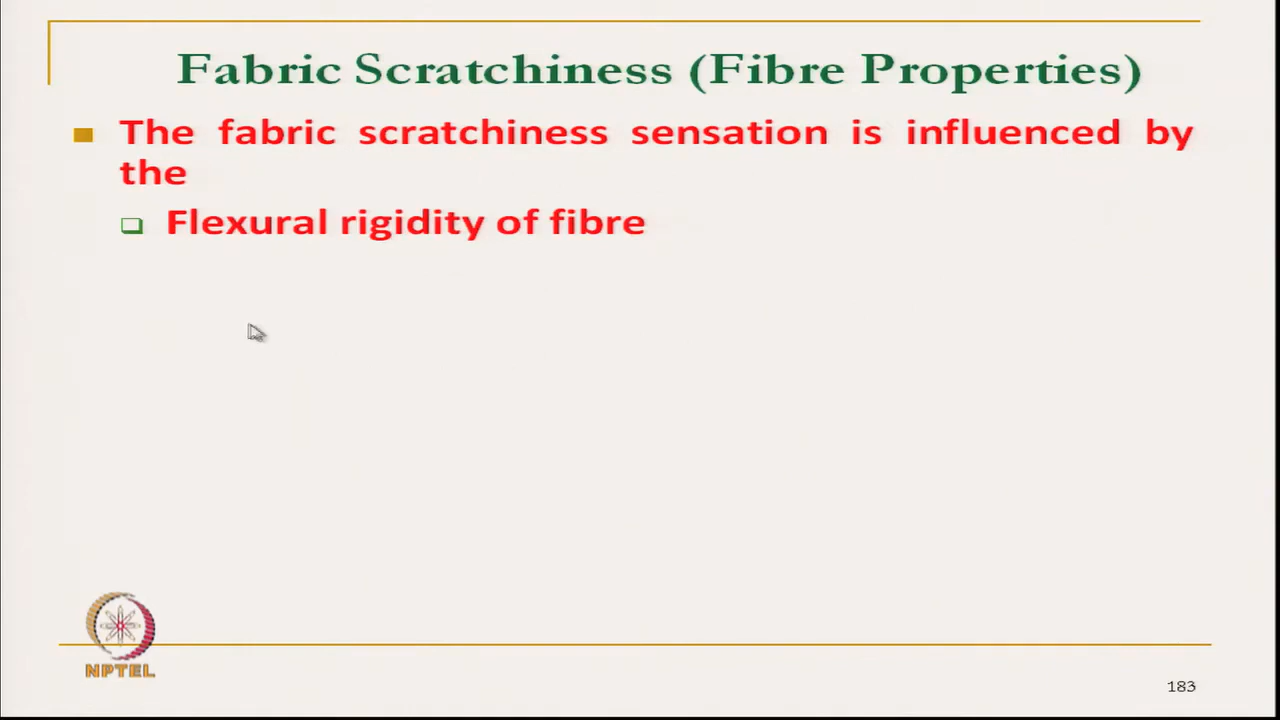 Fabric Scratchiness (Fibre Properties)
The fabric scratchiness sensation is influenced by
the
Flexural rigidity of fibre
NPTEL
183